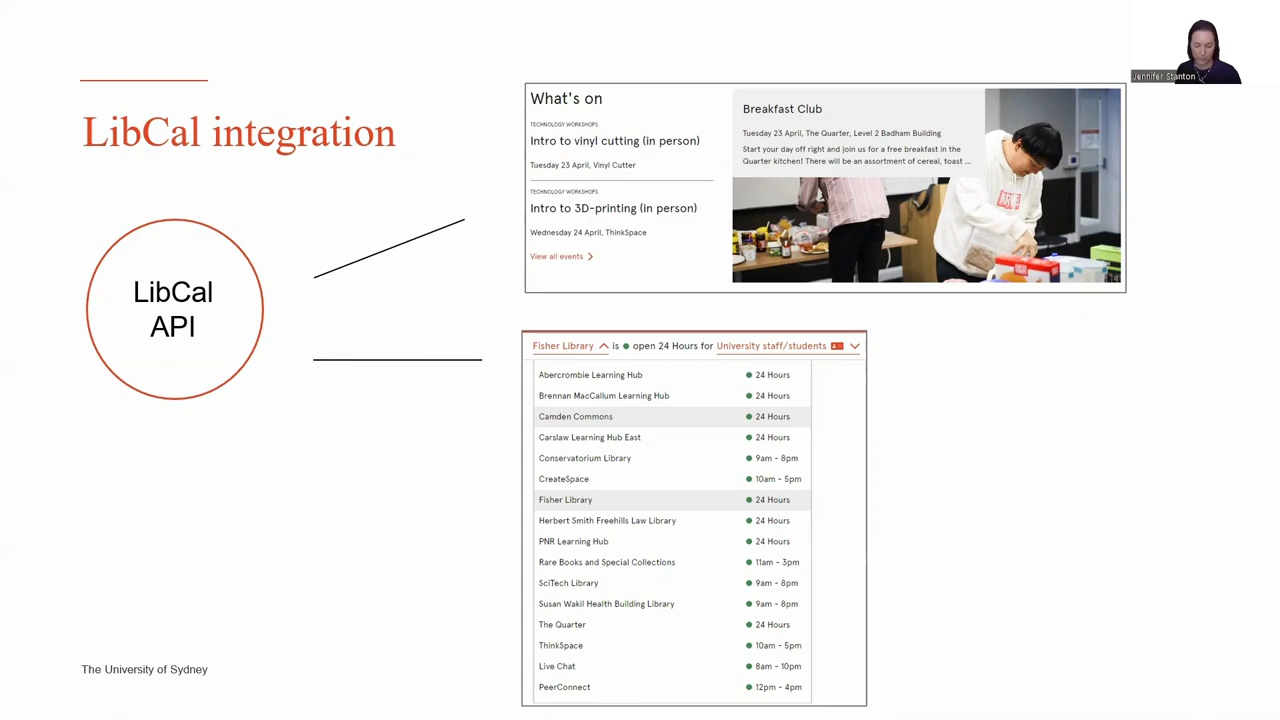 Jennifer Stanton
LibCal integration
LibCal
API
What's on
TECHNOLOGY WORKSHOPS
Intro to vinyl cutting (in person)
Tuesday 23 April, Vinyl Cutter
TECHNOLOGY WORKSHOPS
Intro to 3D-printing (in person)
Wednesday 24 April, ThinkSpace
View all events
Breakfast Club
Tuesday 23 April, The Quarter, Level 2 Badham Building
Start your day off right and join us for a free breakfast in the
Quarter kitchen! There will be an assortment of cereal, toast ...
Fisher Library is open 24 Hours for University staff/students
Abercrombie Learning Hub 24 Hours
Brennan MacCallum Learning Hub 24 Hours
Camden Commons 24 Hours
Carslaw Learning Hub East 24 Hours
Conservatorium Library 9am - 8pm
CreateSpace 10am - 5pm
Fisher Library 24 Hours
Herbert Smith Freehills Law Library 24 Hours
PNR Learning Hub 24 Hours
Rare Books and Special Collections 11am - 3pm
SciTech Library 9am - 8pm
Susan Wakil Health Building Library 9am - 8pm
The Quarter 24 Hours
ThinkSpace 10am - 5pm
Live Chat 8am - 10pm
PeerConnect 12pm - 4pm
The University of Sydney